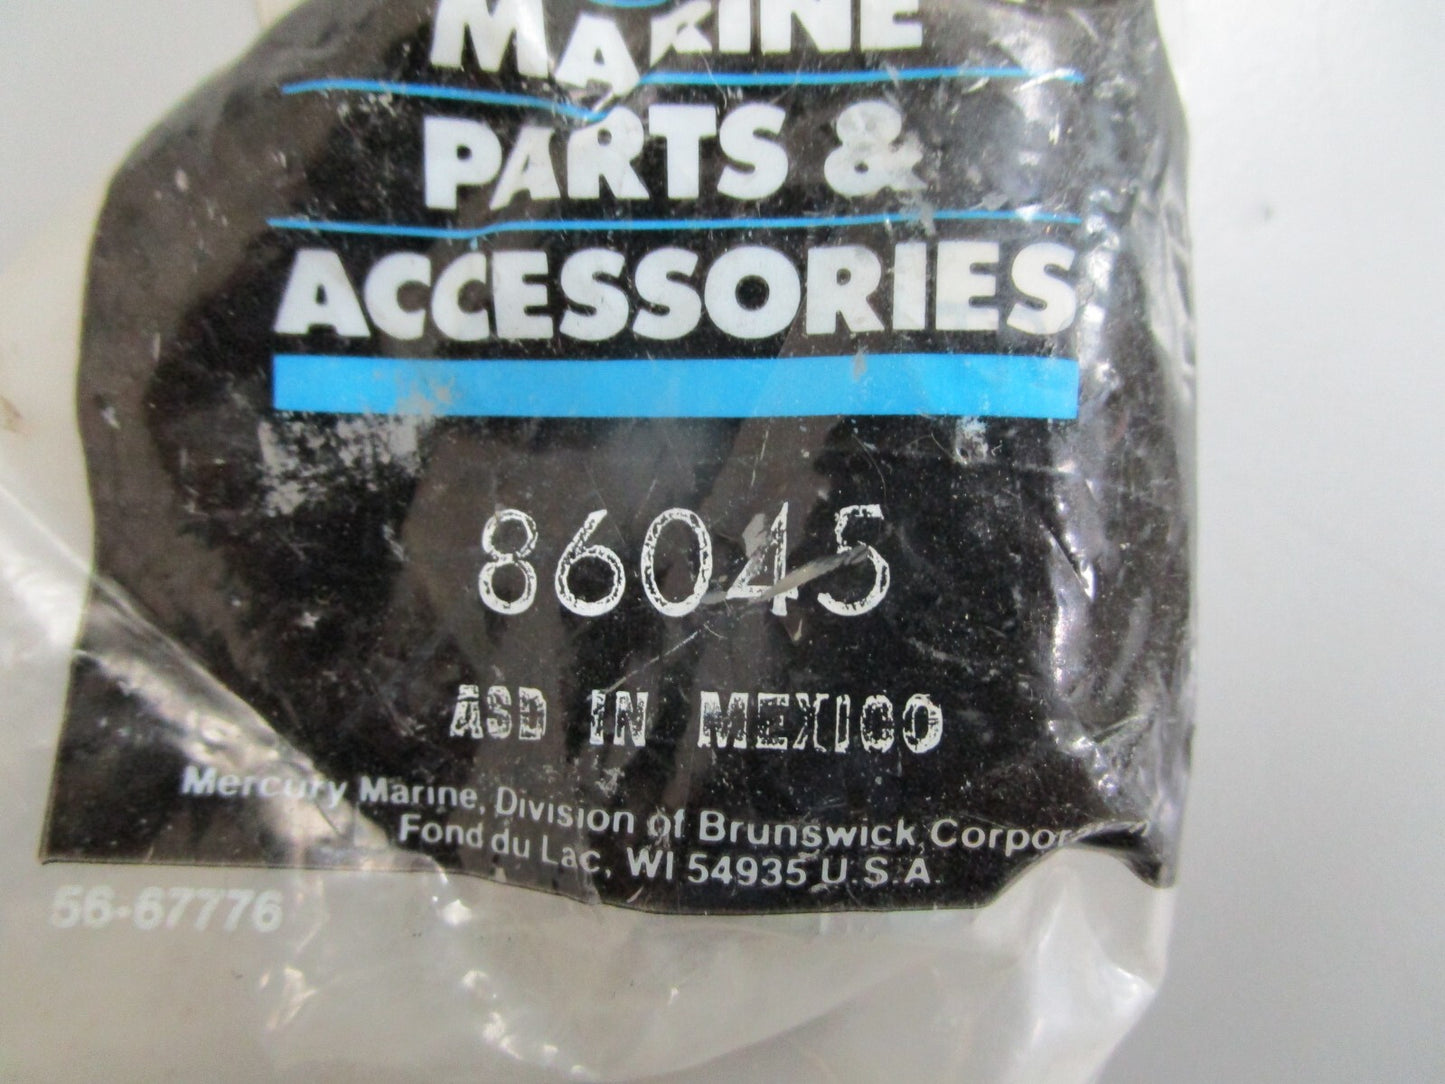 MARINE
PARTS &
ACCESSORIES
86045
ASD IN MEXICO
Mercury Marine, Division of Brunswick Corpor
Fond du Lac, WI 54935 U.S.A.
56-67776